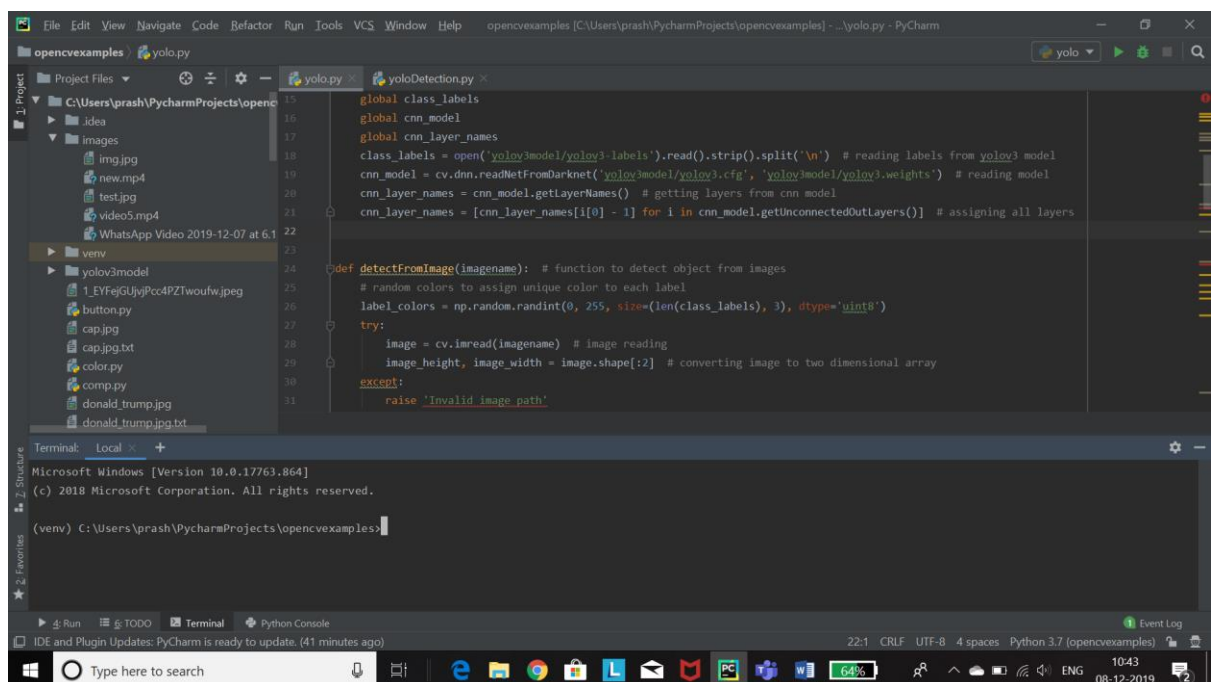 File Edit View Navigate Code Refactor Run Tools VCS Window Help opencvexamples [C:\Users\prash\PycharmProjects\opencvexamples] - ...\yolo.py - PyCharm
opencvexamples yolo.py yolo
1: Project
Project Files yolo.py yoloDetection.py
C:\Users\prash\PycharmProjects\openc
.idea
images
img.jpg
new.mp4
test.jpg
video5.mp4
WhatsApp Video 2019-12-07 at 6.1
venv
yolov3model
1_EYFejGUjvjPcc4PZTwoufw.jpeg
button.py
cap.jpg
cap.jpg.txt
color.py
comp.py
donald_trump.jpg
donald_trump.jpg.txt
15 global class_labels
16 global cnn_model
17 global cnn_layer_names
18 class_labels = open('yolov3model/yolov3-labels').read().strip().split('\n') # reading labels from yolov3 model
19 cnn_model = cv.dnn.readNetFromDarknet('yolov3model/yolov3.cfg', 'yolov3model/yolov3.weights') # reading model
20 cnn_layer_names = cnn_model.getLayerNames() # getting layers from cnn model
21 cnn_layer_names = [cnn_layer_names[i[0] - 1] for i in cnn_model.getUnconnectedOutLayers()] # assigning all layers
22
23
24 def detectFromImage(imagename): # function to detect object from images
25 # random colors to assign unique color to each label
26 label_colors = np.random.randint(0, 255, size=(len(class_labels), 3), dtype='uint8')
27 try:
28 image = cv.imread(imagename) # image reading
29 image_height, image_width = image.shape[:2] # converting image to two dimensional array
30 except:
31 raise 'Invalid image path'
Terminal: Local +
Microsoft Windows [Version 10.0.17763.864]
(c) 2018 Microsoft Corporation. All rights reserved.
(venv) C:\Users\prash\PycharmProjects\opencvexamples>
7: Structure
2: Favorites
4: Run 6: TODO Terminal Python Console 1 Event Log
IDE and Plugin Updates: PyCharm is ready to update. (41 minutes ago) 22:1 CRLF UTF-8 4 spaces Python 3.7 (opencvexamples)
Type here to search L PC W 64% ENG 10:43
08-12-2019 2